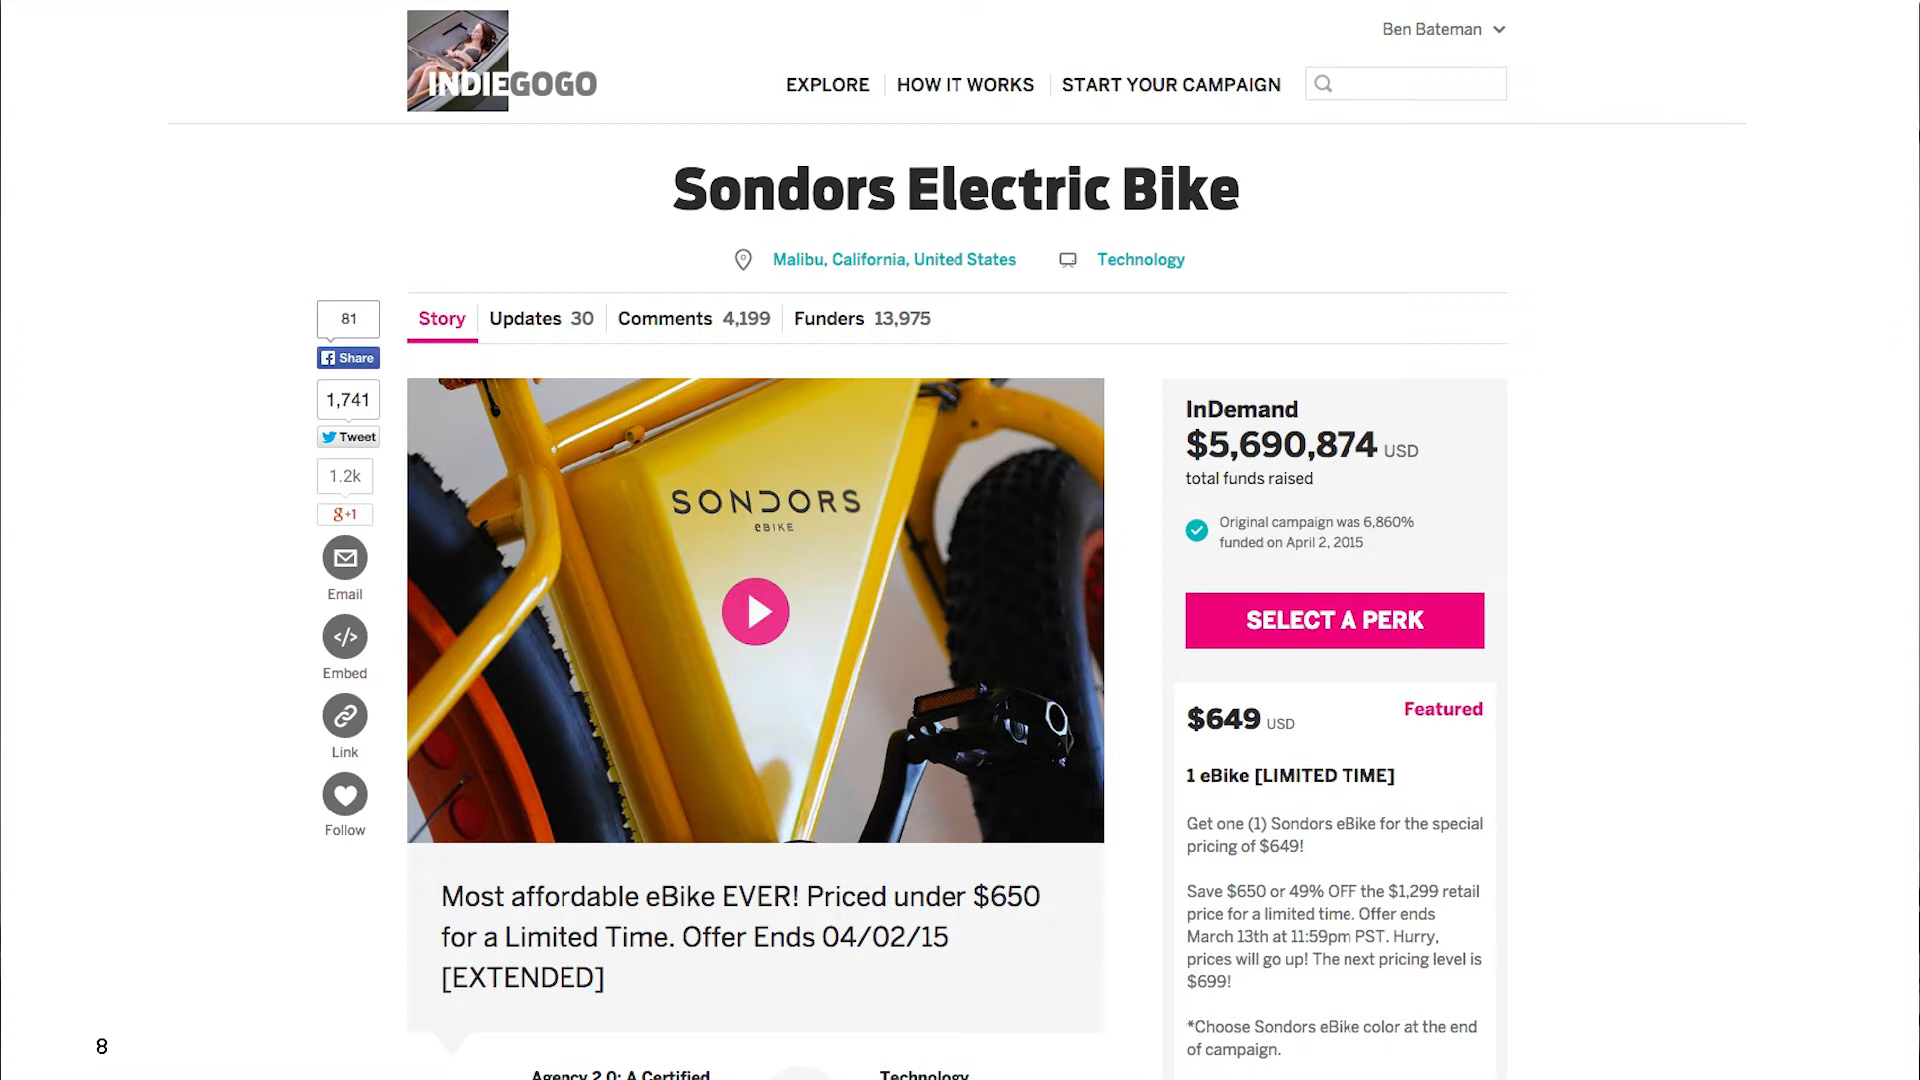 Ben Bateman
INDIEGOGO
EXPLORE
HOW IT WORKS
START YOUR CAMPAIGN
Sondors Electric Bike
Malibu, California, United States
Technology
81
Share
1,741
Tweet
1.2k
g+1
Email
</>
Embed
Link
Follow
Story
Updates 30
Comments 4,199
Funders 13,975
SONDORS
eBIKE
Most affordable eBike EVER! Priced under $650
for a Limited Time. Offer Ends 04/02/15
[EXTENDED]
Agency 2.0: A Certified
Technology
InDemand
$5,690,874 USD
total funds raised
Original campaign was 6,860%
funded on April 2, 2015
SELECT A PERK
Featured
$649 USD
1 eBike [LIMITED TIME]
Get one (1) Sondors eBike for the special
pricing of $649!
Save $650 or 49% OFF the $1,299 retail
price for a limited time. Offer ends
March 13th at 11:59pm PST. Hurry,
prices will go up! The next pricing level is
$699!
*Choose Sondors eBike color at the end
of campaign.
8